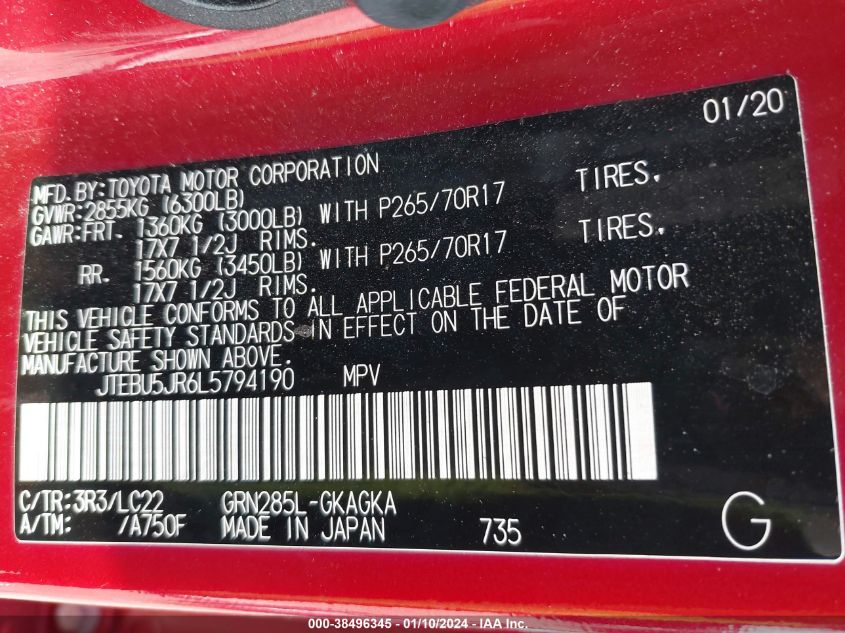 01/20
MFD.BY:TOYOTA MOTOR CORPORATION
GVWR:2855KG (6300LB)
GAWR:FRT. 1360KG (3000LB) WITH P265/70R17 TIRES.
17X7 1/2J RIMS.
RR. 1560KG (3450LB) WITH P265/70R17 TIRES.
17X7 1/2J RIMS.
THIS VEHICLE CONFORMS TO ALL APPLICABLE FEDERAL MOTOR
VEHICLE SAFETY STANDARDS IN EFFECT ON THE DATE OF
MANUFACTURE SHOWN ABOVE.
JTEBU5JR6L5794190 MPV
C/TR:3R3/LC22 GRN285L-GKAGKA
A/TM: /A750F MADE IN JAPAN 735 G
000-38496345 - 01/10/2024 - IAA Inc.